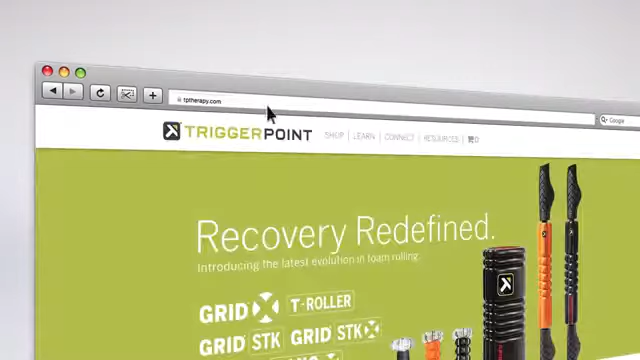 tptherapy.com
Google
TRIGGERPOINT
SHOP | LEARN | CONNECT | RESOURCES | 0
Recovery Redefined.
Introducing the latest evolution in foam rolling.
GRID X T-ROLLER
GRID STK GRID STK X